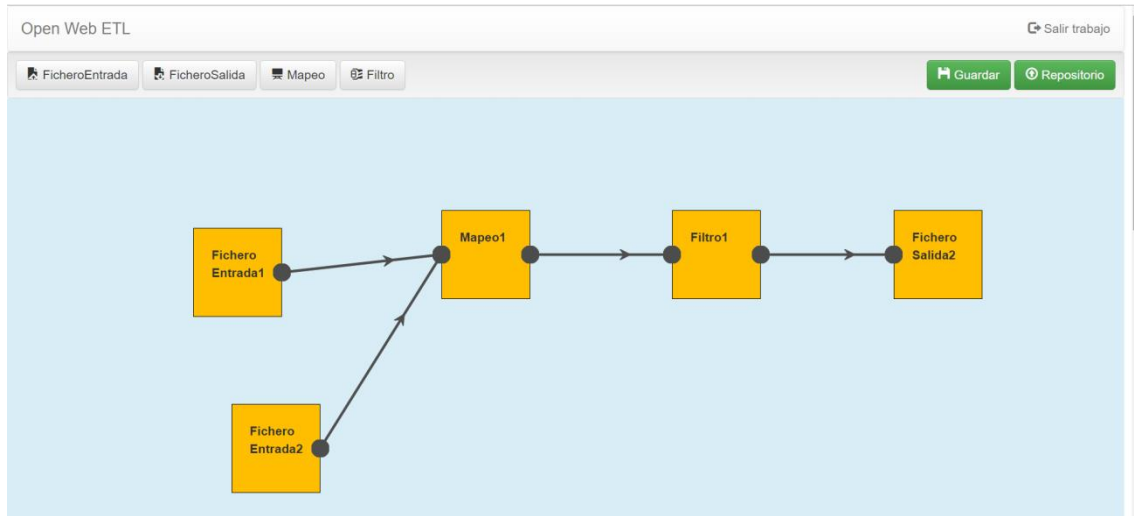 Open Web ETL
Salir trabajo
FicheroEntrada
FicheroSalida
Mapeo
Filtro
Guardar
Repositorio
Fichero
Entrada1
Mapeo1
Filtro1
Fichero
Salida2
Fichero
Entrada2